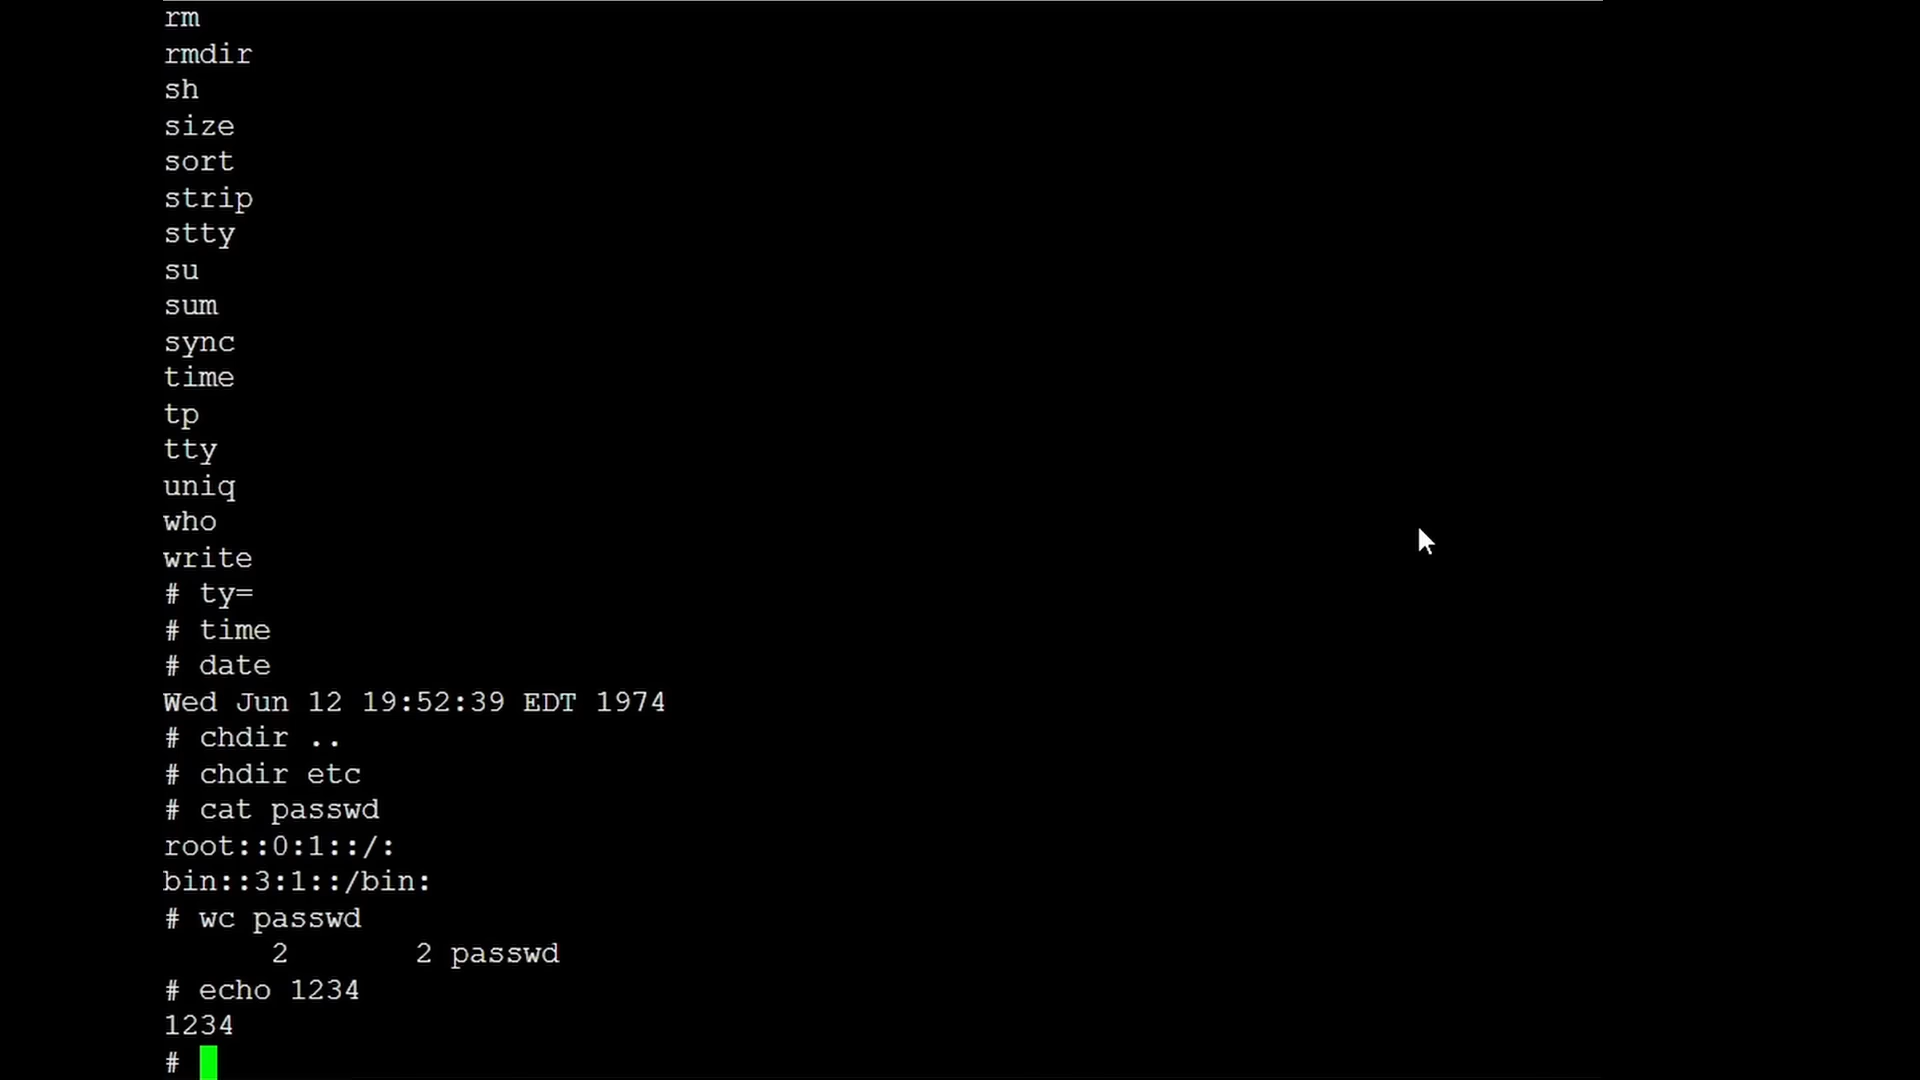 rm
rmdir
sh
size
sort
strip
stty
su
sum
sync
time
tp
tty
uniq
who
write
# ty=
# time
# date
Wed Jun 12 19:52:39 EDT 1974
# chdir ..
# chdir etc
# cat passwd
root::0:1::/:
bin::3:1::/bin:
# wc passwd
      2       2 passwd
# echo 1234
1234
#